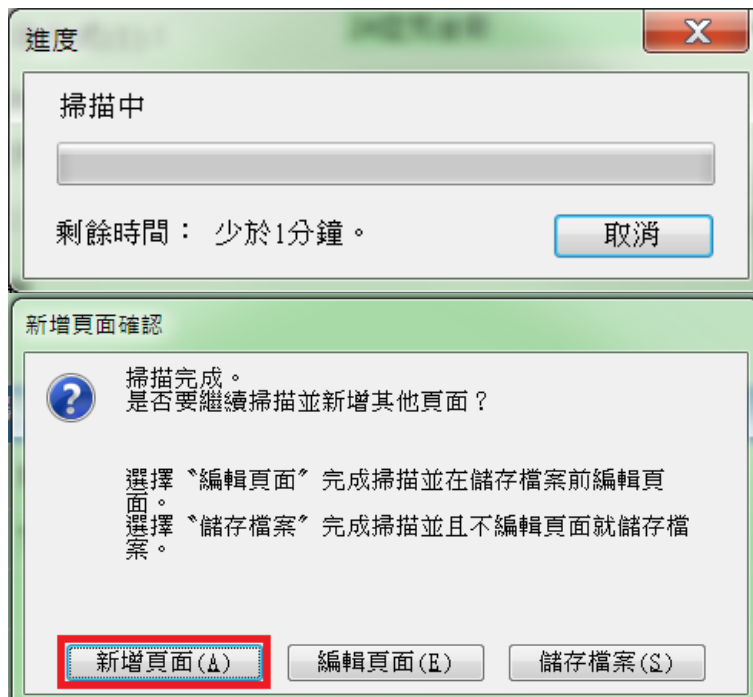 進度
掃描中
剩餘時間： 少於1分鐘。
取消
新增頁面確認
掃描完成。
是否要繼續掃描並新增其他頁面？
選擇〝編輯頁面〞完成掃描並在儲存檔案前編輯頁
面。
選擇〝儲存檔案〞完成掃描並且不編輯頁面就儲存檔
案。
新增頁面(A)
編輯頁面(E)
儲存檔案(S)